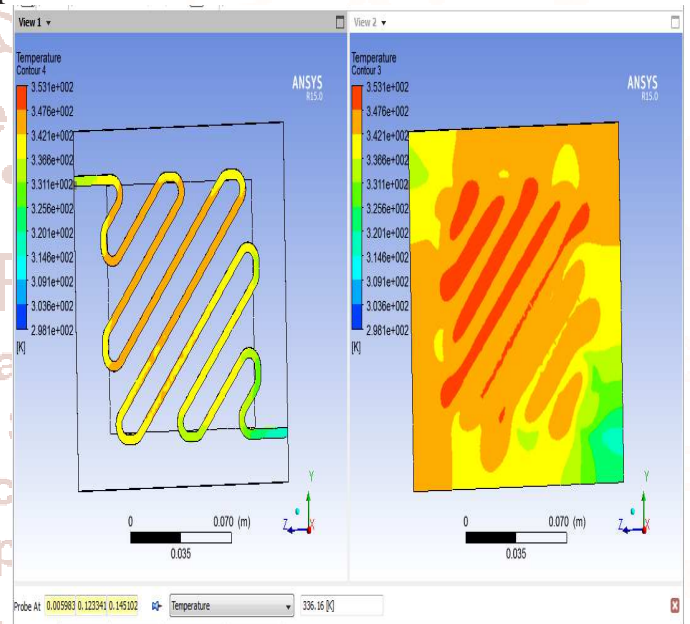 View 1
Temperature
Contour 4
3.531e+002
3.476e+002
3.421e+002
3.366e+002
3.311e+002
3.256e+002
3.201e+002
3.146e+002
3.091e+002
3.036e+002
2.981e+002
[K]
ANSYS
R15.0
0 0.070 (m)
0.035
Y
Z X
View 2
Temperature
Contour 3
3.531e+002
3.476e+002
3.421e+002
3.366e+002
3.311e+002
3.256e+002
3.201e+002
3.146e+002
3.091e+002
3.036e+002
2.981e+002
[K]
ANSYS
R15.0
0 0.070 (m)
0.035
Y
Z X
Probe At 0.005983 0.123341 0.145102 Temperature 336.16 [K]